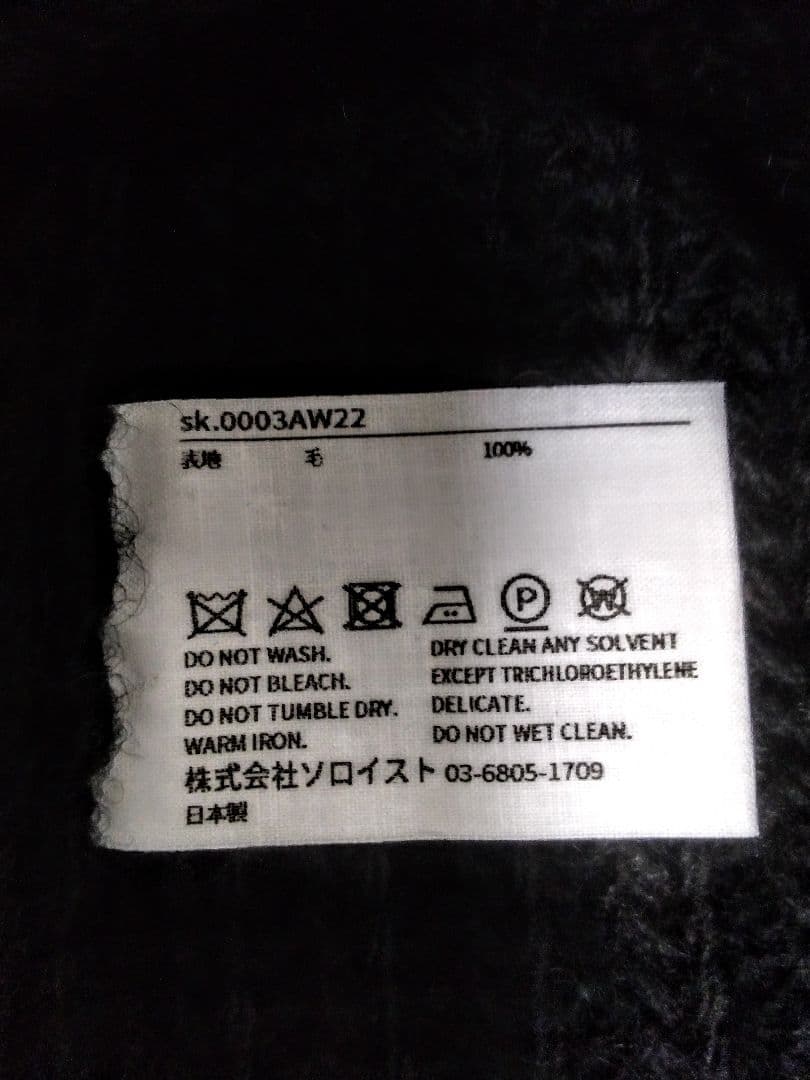 sk.0003AW22
表地 毛 100%
P W
DO NOT WASH.
DO NOT BLEACH.
DO NOT TUMBLE DRY.
WARM IRON.
DRY CLEAN ANY SOLVENT
EXCEPT TRICHLOROETHYLENE
DELICATE.
DO NOT WET CLEAN.
株式会社ソロイスト 03-6805-1709
日本製